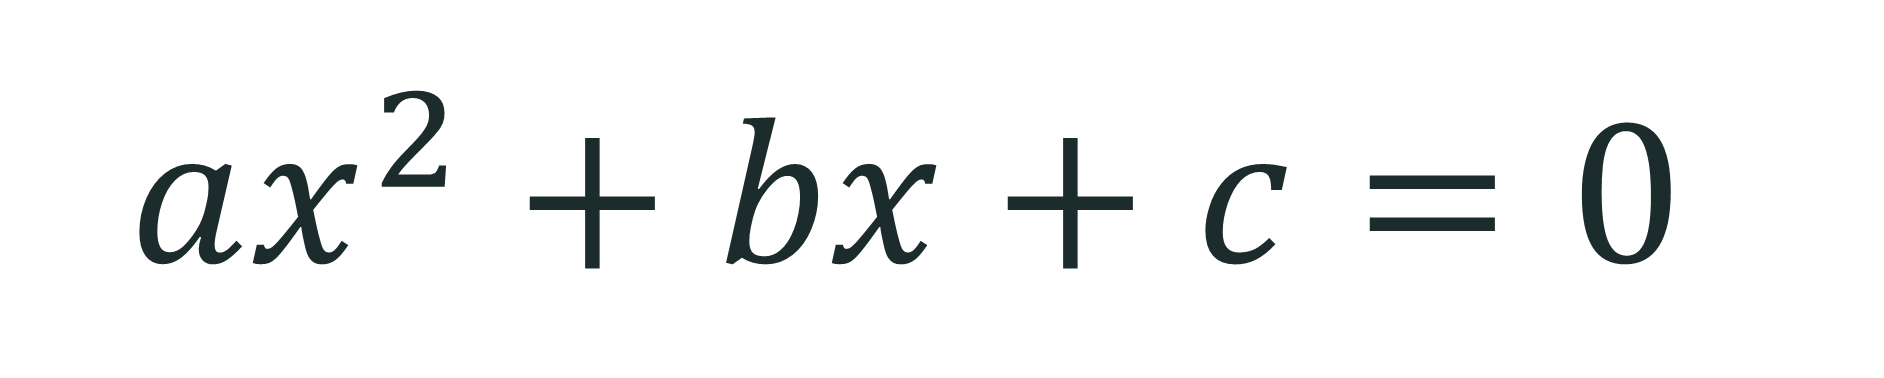 ax² + bx + c = 0